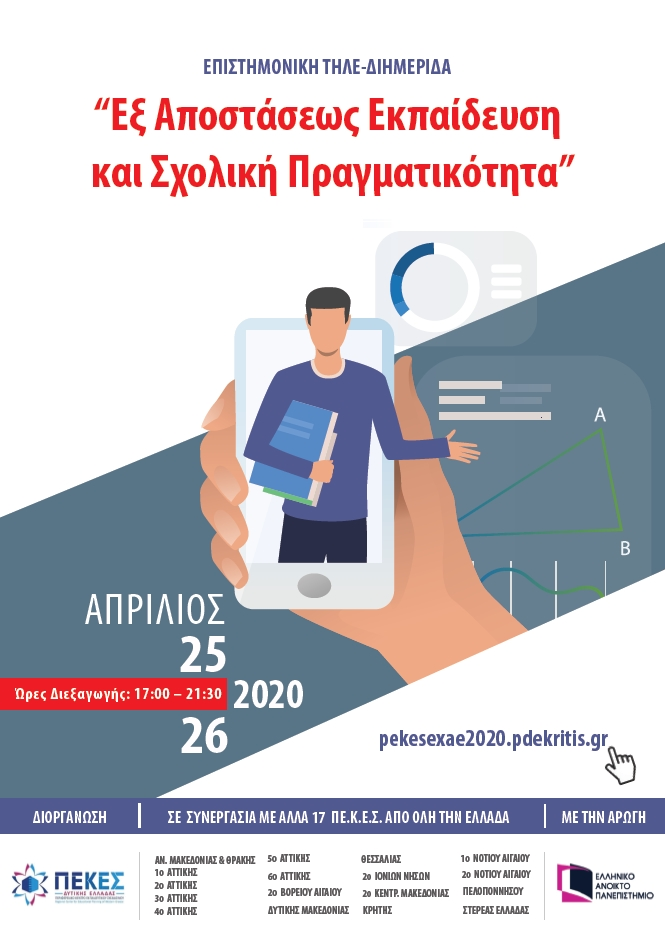 ΕΠΙΣΤΗΜΟΝΙΚΗ ΤΗΛΕ-ΔΙΗΜΕΡΙΔΑ
“Εξ Αποστάσεως Εκπαίδευση
και Σχολική Πραγματικότητα”
A
B
ΑΠΡΙΛΙΟΣ
25
Ώρες Διεξαγωγής: 17:00 – 21:30
2020
26
pekesexae2020.pdekritis.gr
ΔΙΟΡΓΑΝΩΣΗ
ΣΕ ΣΥΝΕΡΓΑΣΙΑ ΜΕ ΑΛΛΑ 17 ΠΕ.Κ.Ε.Σ. ΑΠΟ ΟΛΗ ΤΗΝ ΕΛΛΑΔΑ
ΜΕ ΤΗΝ ΑΡΩΓΗ
ΠΕΚΕΣ
ΔΥΤΙΚΗΣ ΕΛΛΑΔΑΣ
ΑΝ. ΜΑΚΕΔΟΝΙΑΣ & ΘΡΑΚΗΣ
1ο ΑΤΤΙΚΗΣ
2ο ΑΤΤΙΚΗΣ
3ο ΑΤΤΙΚΗΣ
4ο ΑΤΤΙΚΗΣ
5ο ΑΤΤΙΚΗΣ
6ο ΑΤΤΙΚΗΣ
2ο ΒΟΡΕΙΟΥ ΑΙΓΑΙΟΥ
ΔΥΤΙΚΗΣ ΜΑΚΕΔΟΝΙΑΣ
ΘΕΣΣΑΛΙΑΣ
2ο ΙΟΝΙΩΝ ΝΗΣΩΝ
2ο ΚΕΝΤΡ. ΜΑΚΕΔΟΝΙΑΣ
ΚΡΗΤΗΣ
1ο ΝΟΤΙΟΥ ΑΙΓΑΙΟΥ
2ο ΝΟΤΙΟΥ ΑΙΓΑΙΟΥ
ΠΕΛΟΠΟΝΝΗΣΟΥ
ΣΤΕΡΕΑΣ ΕΛΛΑΔΑΣ
ΕΛΛΗΝΙΚΟ
ΑΝΟΙΚΤΟ
ΠΑΝΕΠΙΣΤΗΜΙΟ